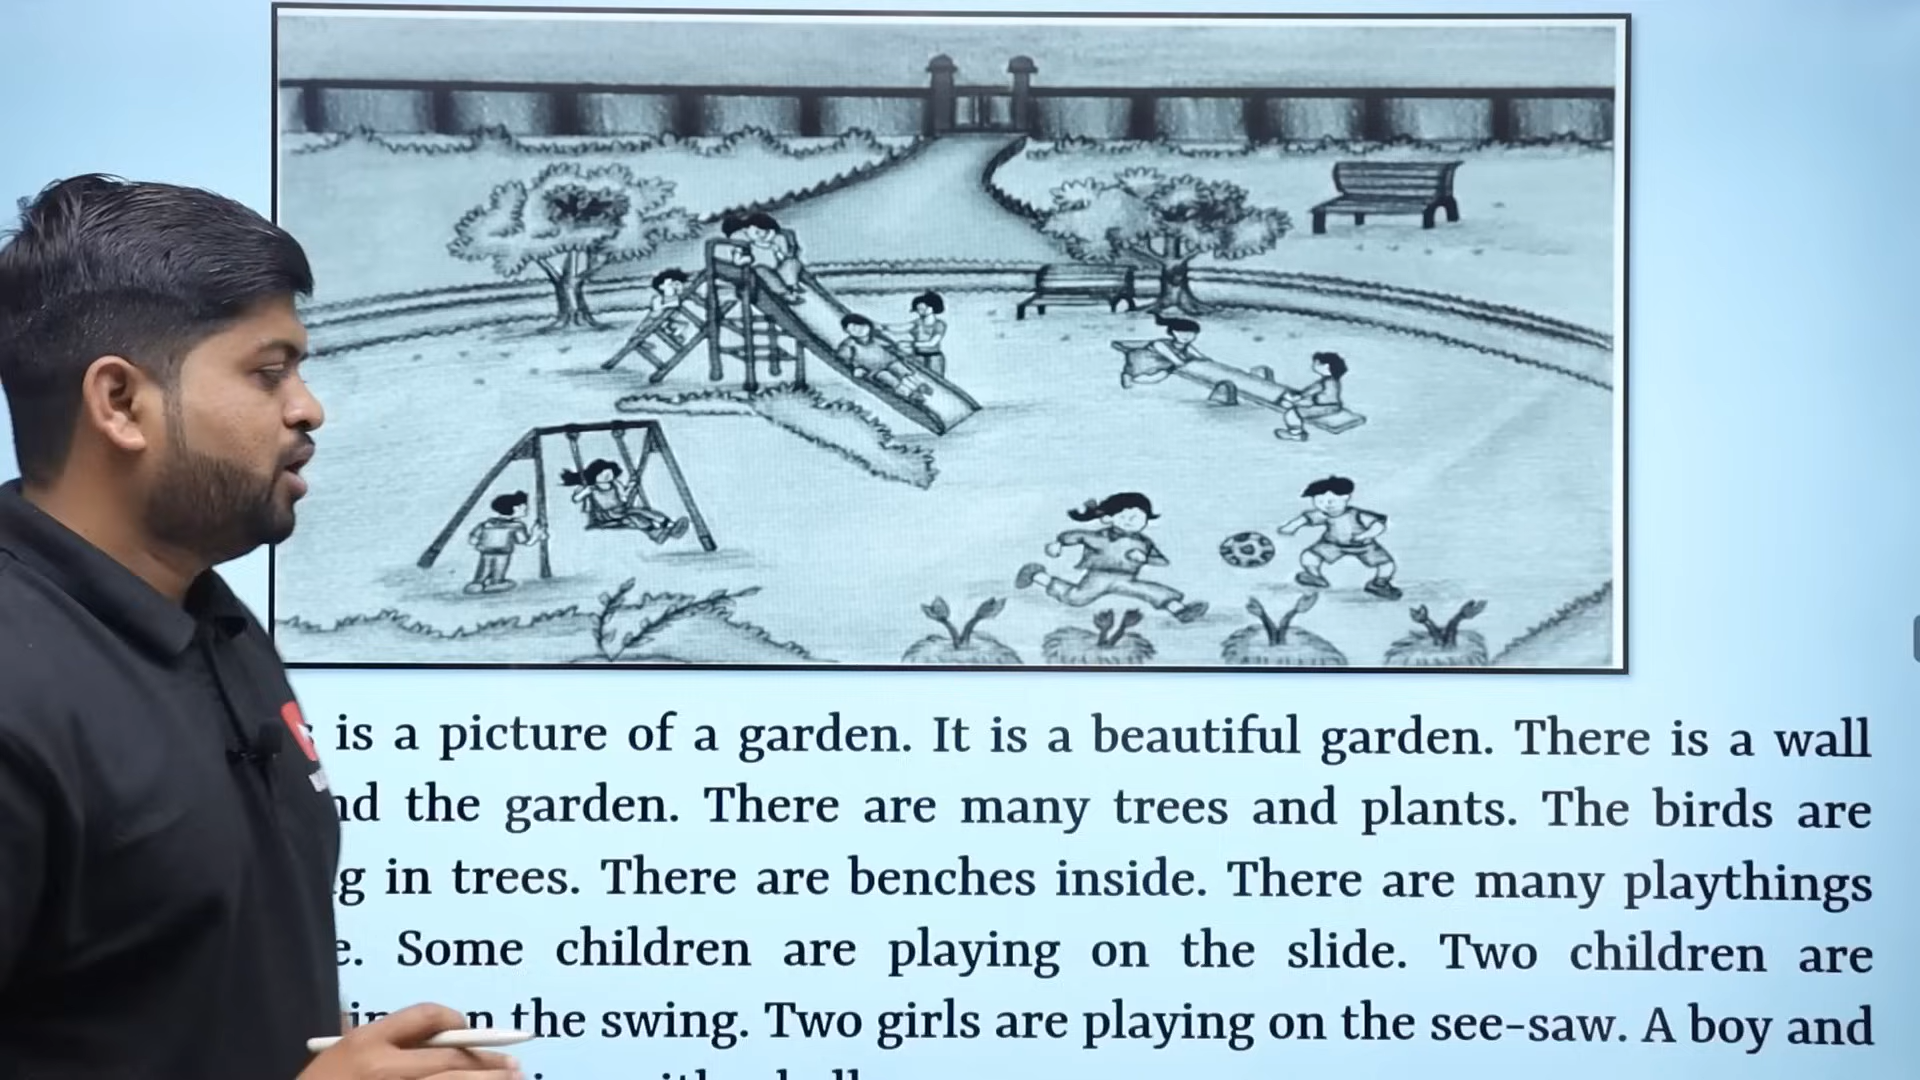 is a picture of a garden. It is a beautiful garden. There is a wall
the garden. There are many trees and plants. The birds are
in trees. There are benches inside. There are many playthings
Some children are playing on the slide. Two children are
the swing. Two girls are playing on the see-saw. A boy and